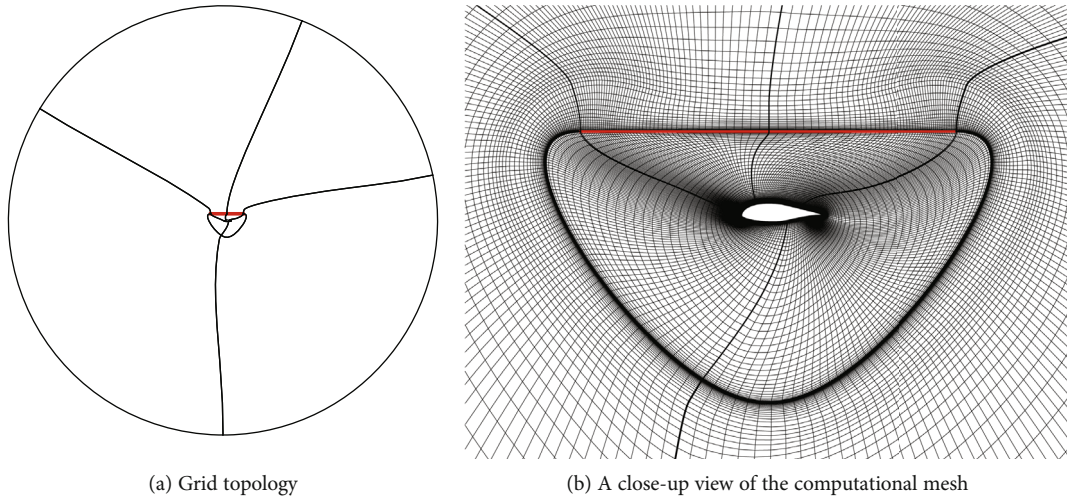 (a) Grid topology
(b) A close-up view of the computational mesh